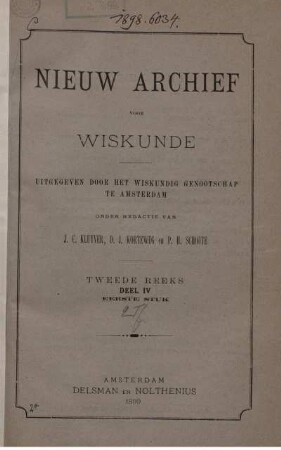 1898.6034.
NIEUW ARCHIEF
VOOR
WISKUNDE
UITGEGEVEN DOOR HET WISKUNDIG GENOOTSCHAP
TE AMSTERDAM
ONDER REDACTIE VAN
J. C. KLUYVER, D. J. KORTEWEG en P. H. SCHOUTE
TWEEDE REEKS
DEEL IV
EERSTE STUK
AMSTERDAM
DELSMAN EN NOLTHENIUS
1899